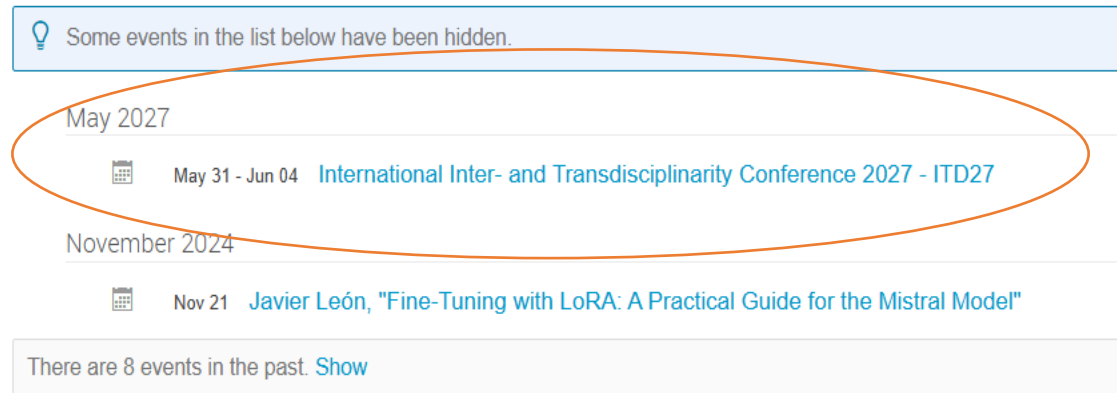 Some events in the list below have been hidden.
May 2027
May 31 - Jun 04 International Inter- and Transdisciplinarity Conference 2027 - ITD27
November 2024
Nov 21 Javier León, "Fine-Tuning with LoRA: A Practical Guide for the Mistral Model"
There are 8 events in the past. Show